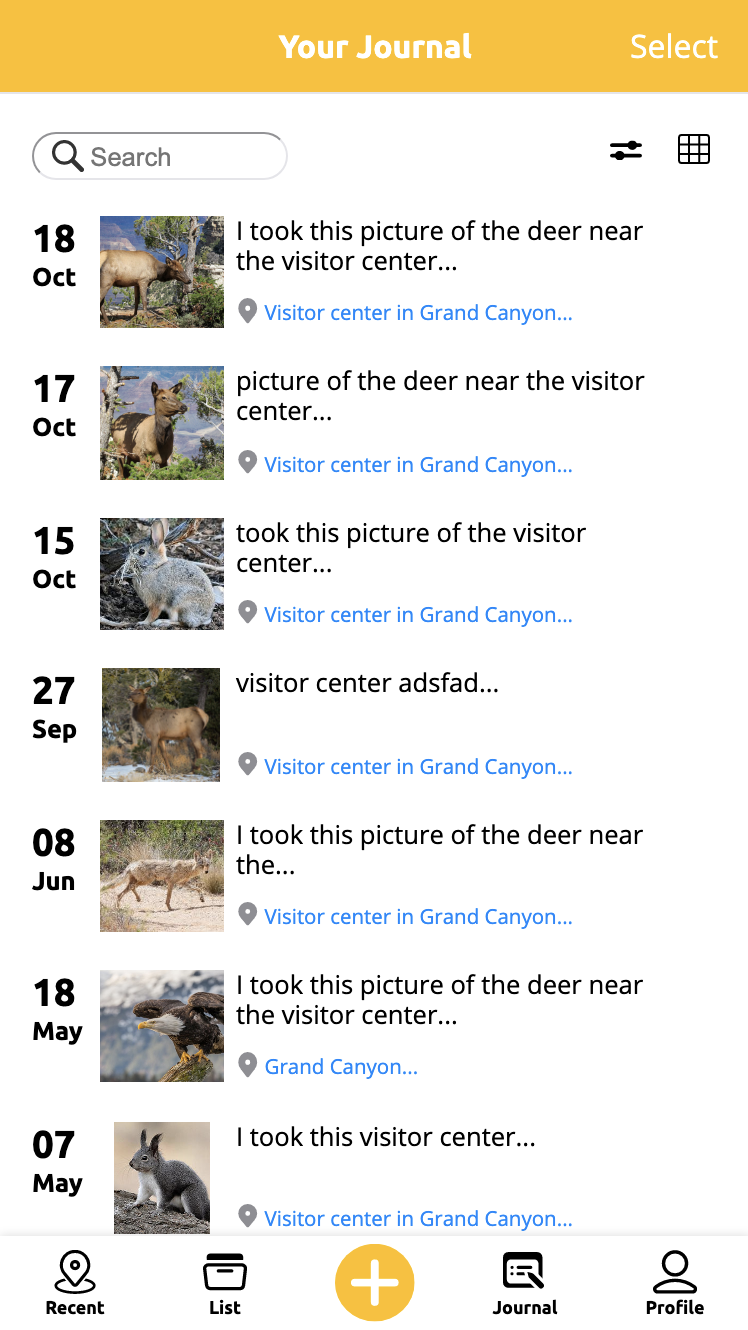 Your Journal
Select
Search
18
Oct
I took this picture of the deer near
the visitor center...
Visitor center in Grand Canyon...
17
Oct
picture of the deer near the visitor
center...
Visitor center in Grand Canyon...
15
Oct
took this picture of the visitor
center...
Visitor center in Grand Canyon...
27
Sep
visitor center adsfad...
Visitor center in Grand Canyon...
08
Jun
I took this picture of the deer near
the...
Visitor center in Grand Canyon...
18
May
I took this picture of the deer near
the visitor center...
Grand Canyon...
07
May
I took this visitor center...
Visitor center in Grand Canyon...
Recent
List
Journal
Profile